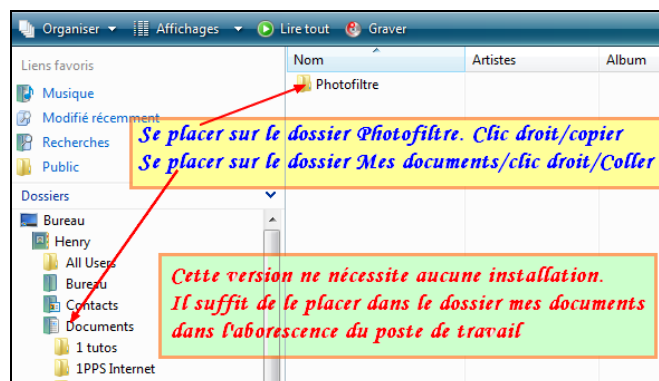 Organiser Affichages Lire tout Graver
Liens favoris
Musique
Modifié récemment
Recherches
Public
Dossiers
Bureau
Henry
All Users
Bureau
Contacts
Documents
1 tutos
1PPS Internet
Nom Artistes Album
Photofiltre
Se placer sur le dossier Photofiltre. Clic droit/copier
Se placer sur le dossier Mes documents/clic droit/Coller
Cette version ne nécessite aucune installation.
Il suffit de le placer dans le dossier mes documents
dans l'aborescence du poste de travail